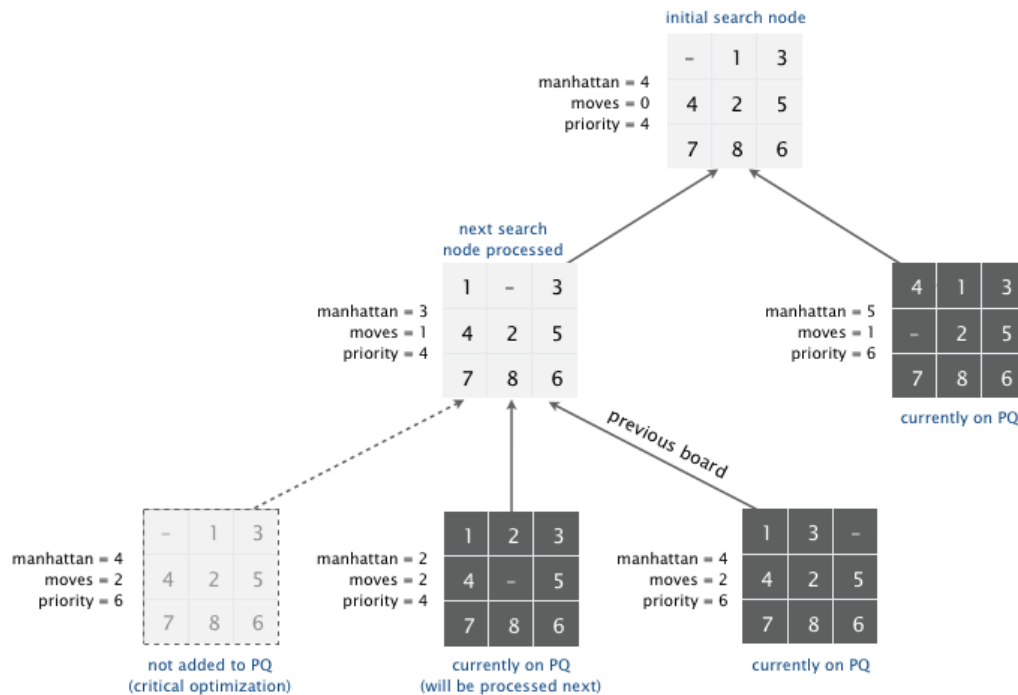 initial search node
- 1 3
4 2 5
7 8 6
manhattan = 4
moves = 0
priority = 4
next search
node processed
1 - 3
4 2 5
7 8 6
manhattan = 3
moves = 1
priority = 4
4 1 3
- 2 5
7 8 6
manhattan = 5
moves = 1
priority = 6
currently on PQ
previous board
- 1 3
4 2 5
7 8 6
manhattan = 4
moves = 2
priority = 6
not added to PQ
(critical optimization)
1 2 3
4 - 5
7 8 6
manhattan = 2
moves = 2
priority = 4
currently on PQ
(will be processed next)
1 3 -
4 2 5
7 8 6
manhattan = 4
moves = 2
priority = 6
currently on PQ